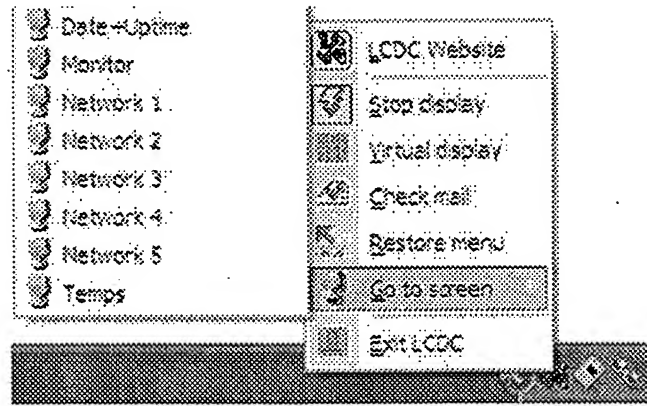 Date+Uptime
Monitor
Network 1
Network 2
Network 3
Network 4
Network 5
Temps
LCDC Website
Stop display
Virtual display
Check mail
Restore menu
Go to screen
Exit LCDC